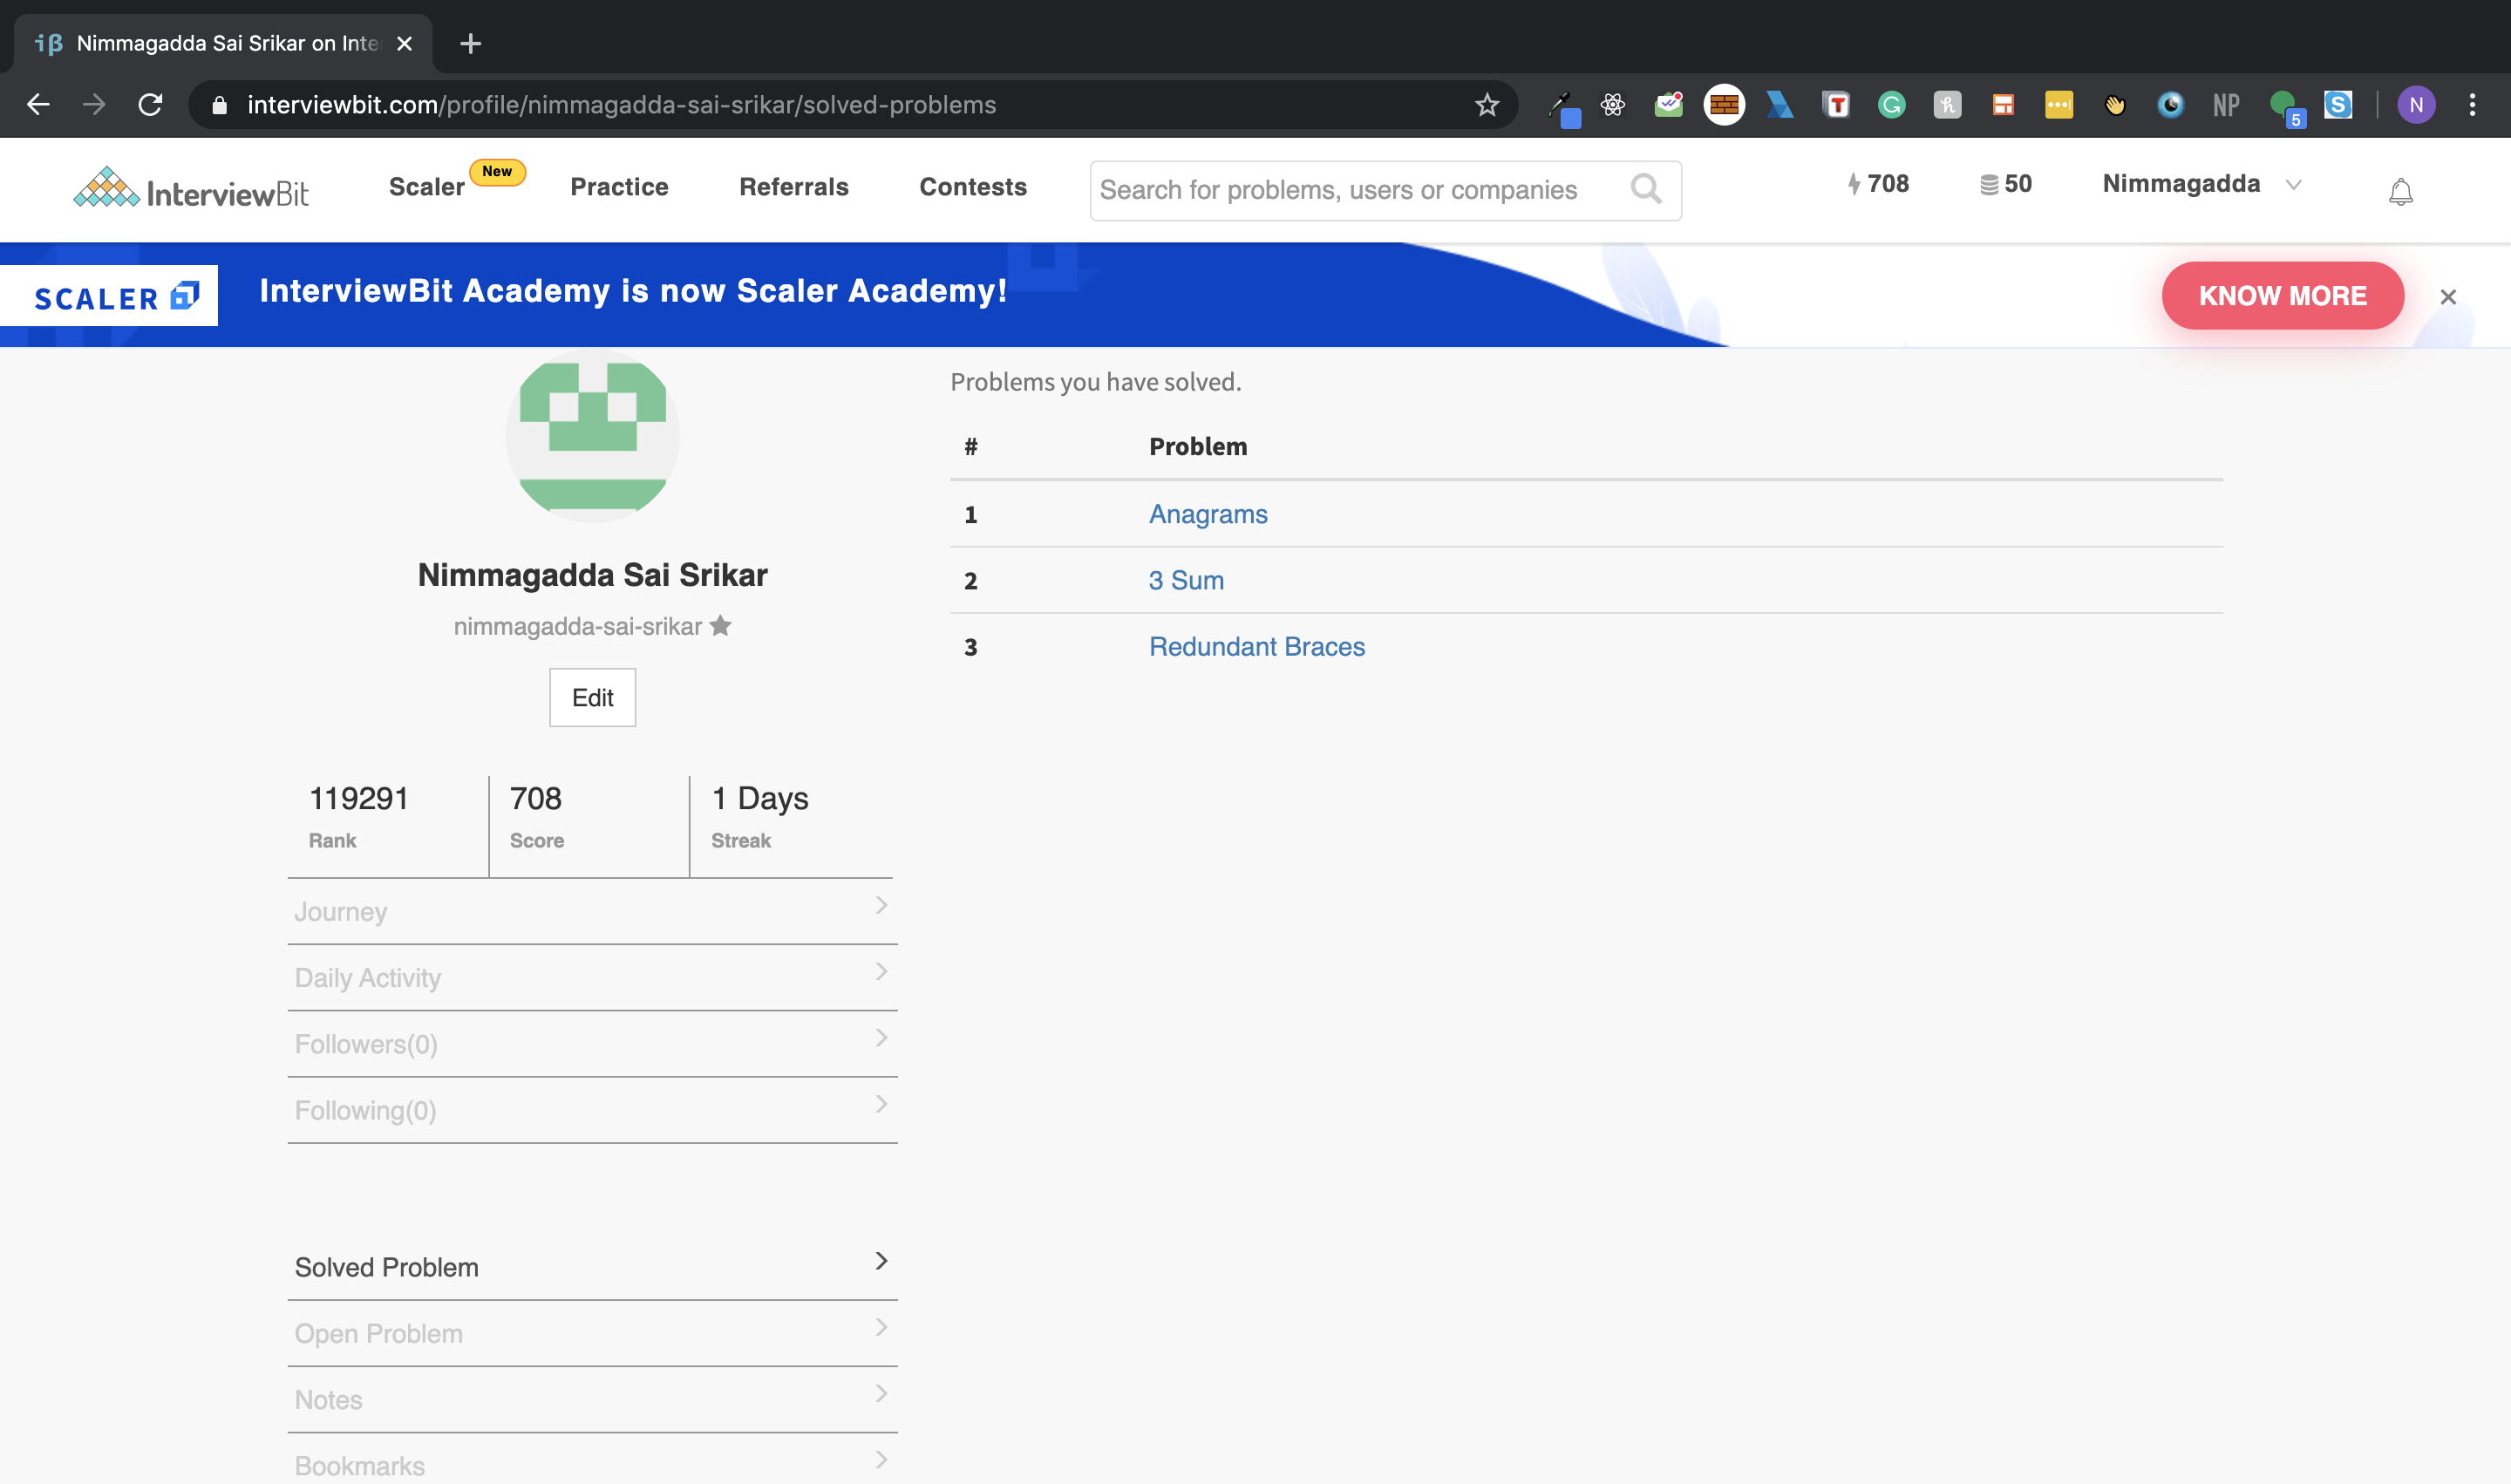 iβ Nimmagadda Sai Srikar on Inte
interviewbit.com/profile/nimmagadda-sai-srikar/solved-problems
T
G
h
NP
5
S
N
InterviewBit
Scaler
New
Practice
Referrals
Contests
Search for problems, users or companies
708
50
Nimmagadda
SCALER
InterviewBit Academy is now Scaler Academy!
KNOW MORE
Nimmagadda Sai Srikar
nimmagadda-sai-srikar
Edit
119291
Rank
708
Score
1 Days
Streak
Journey
Daily Activity
Followers(0)
Following(0)
Solved Problem
Open Problem
Notes
Bookmarks
Problems you have solved.
# Problem
1 Anagrams
2 3 Sum
3 Redundant Braces